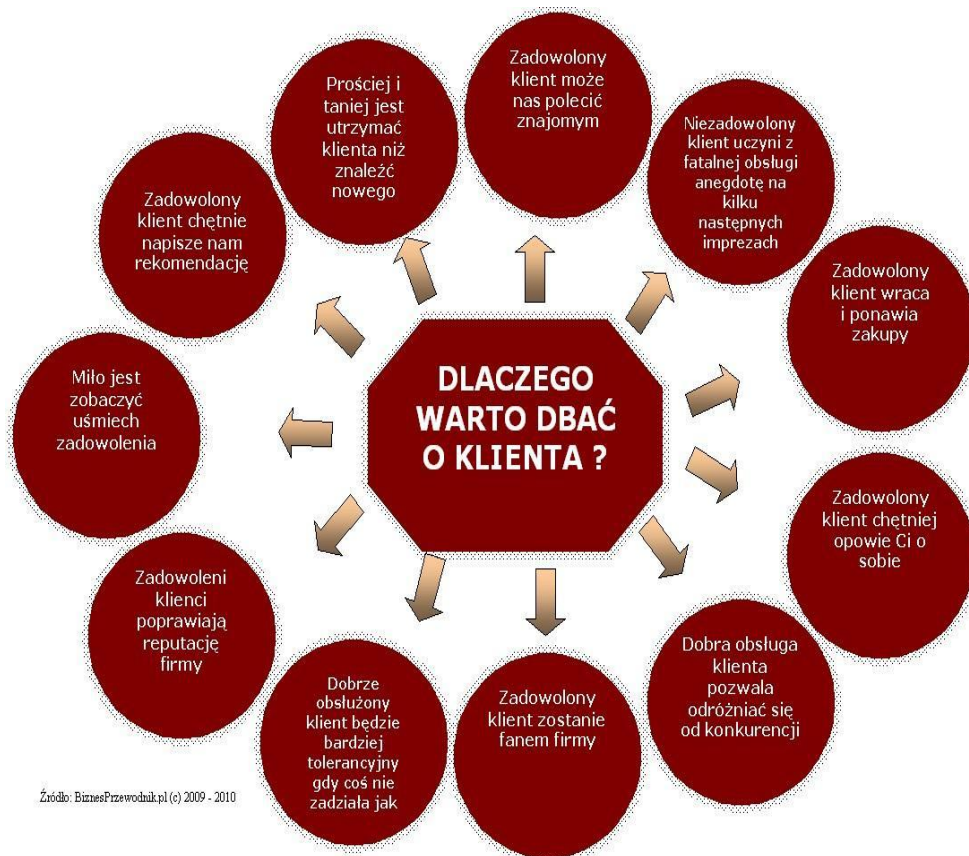 DLACZEGO
WARTO DBAĆ
O KLIENTA ?
Zadowolony
klient może
nas polecić
znajomym
Niezadowolony
klient uczyni z
fatalnej obsługi
anegdotę na
kilku
następnych
imprezach
Zadowolony
klient wraca
i ponawia
zakupy
Zadowolony
klient chętniej
opowie Ci o
sobie
Dobra obsługa
klienta
pozwala
odróżniać się
od konkurencji
Zadowolony
klient zostanie
fanem firmy
Dobrze
obsłużony
klient będzie
bardziej
tolerancyjny
gdy coś nie
zadziała jak
Zadowoleni
klienci
poprawiają
reputację
firmy
Miło jest
zobaczyć
uśmiech
zadowolenia
Zadowolony
klient chętnie
napisze nam
rekomendację
Prościej i
taniej jest
utrzymać
klienta niż
znaleźć
nowego
Źródło: BiznesPrzewodnik.pl (c) 2009 - 2010